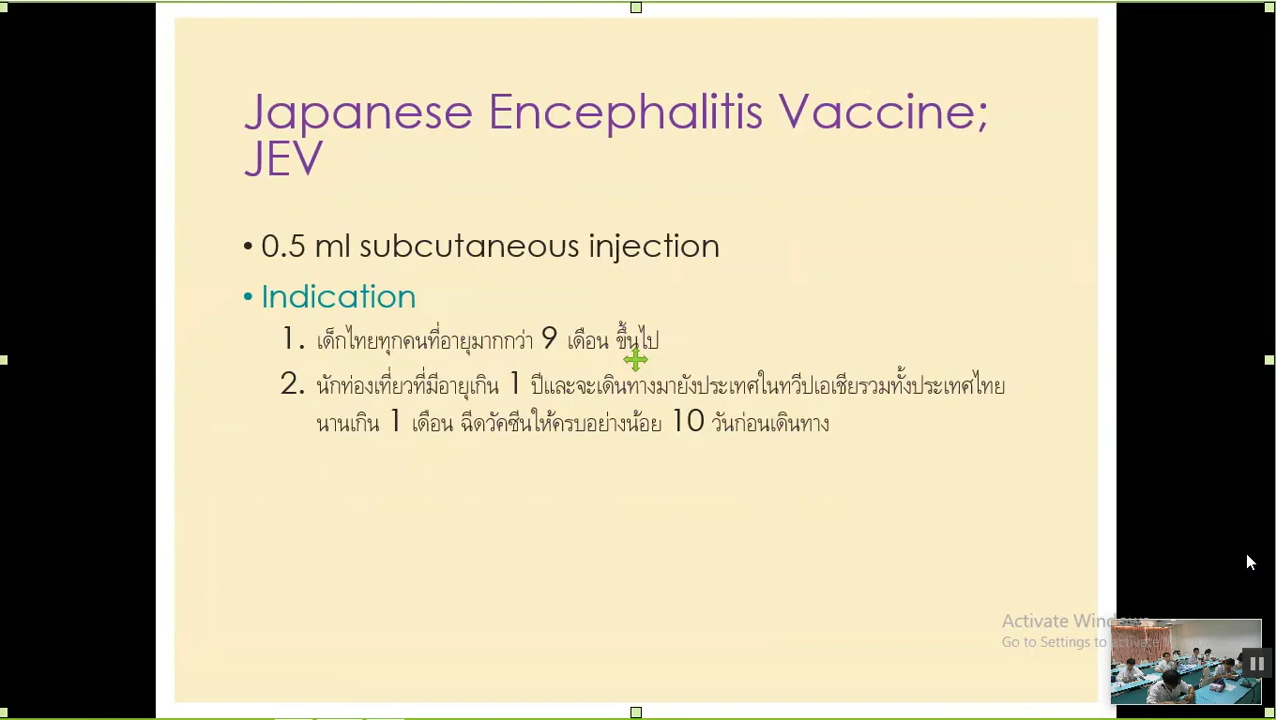 Japanese Encephalitis Vaccine;
JEV
• 0.5 ml subcutaneous injection
• Indication
1. เด็กไทยทุกคนที่อายุมากกว่า 9 เดือน ขึ้นไป
2. นักท่องเที่ยวที่มีอายุเกิน 1 ปีและจะเดินทางมายังประเทศในทวีปเอเชียรวมทั้งประเทศไทย
นานเกิน 1 เดือน ฉีดวัคซีนให้ครบอย่างน้อย 10 วันก่อนเดินทาง
Activate Windows
Go to Settings to activate